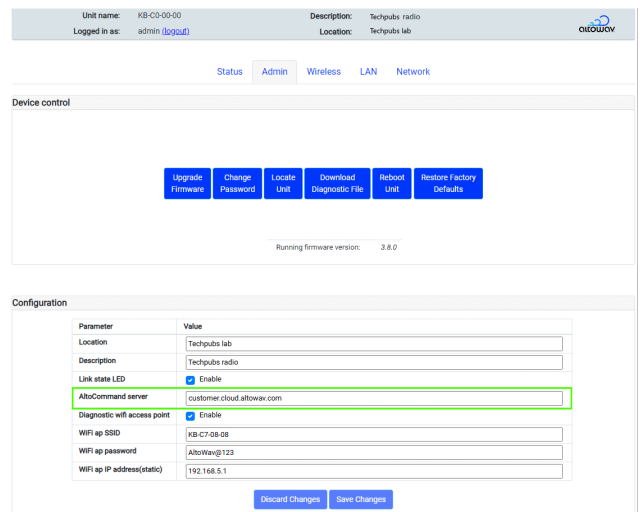 Unit name: KB-C0-00-00 Description: Techpubs radio
Logged in as: admin (logout) Location: Techpubs lab
altowav
Status Admin Wireless LAN Network
Device control
Upgrade Firmware
Change Password
Locate Unit
Download Diagnostic File
Reboot Unit
Restore Factory Defaults
Running firmware version: 3.8.0
Configuration
Parameter Value
Location Techpubs lab
Description Techpubs radio
Link state LED Enable
AltoCommand server customer.cloud.altowav.com
Diagnostic wifi access point Enable
WiFi ap SSID KB-C7-08-08
WiFi ap password AltoWav@123
WiFi ap IP address(static) 192.168.5.1
Discard Changes Save Changes